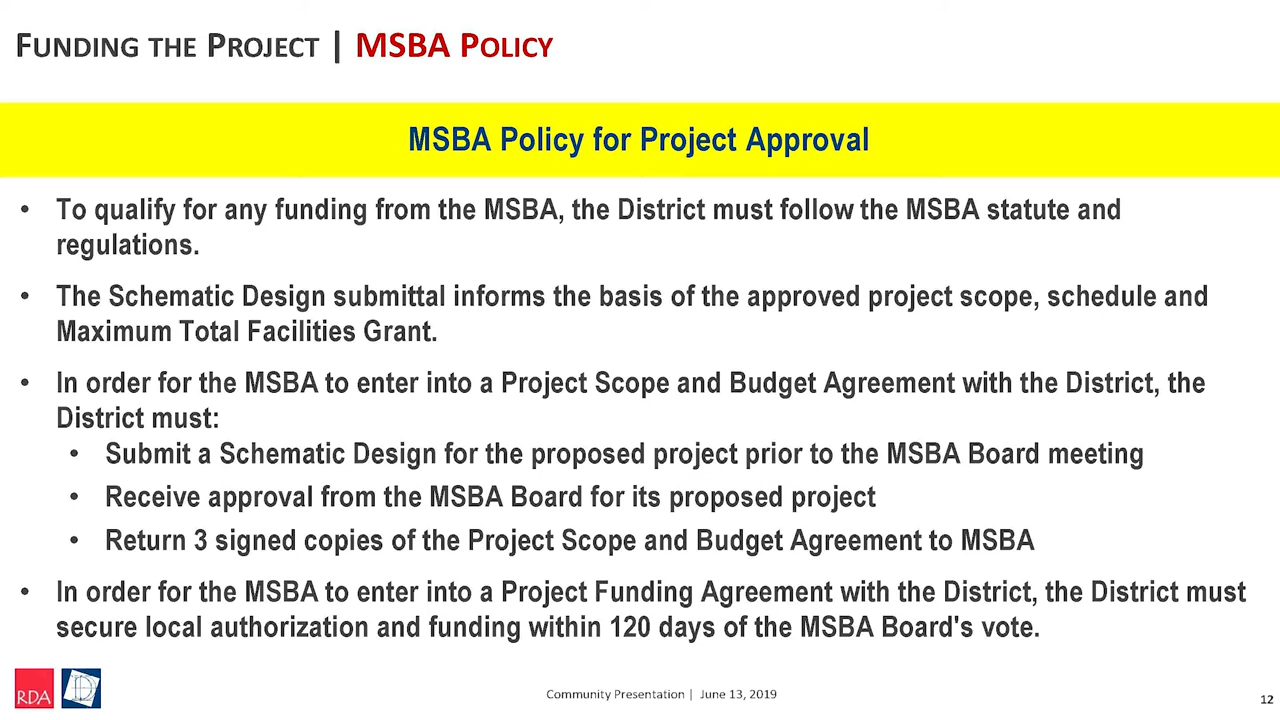 FUNDING THE PROJECT | MSBA POLICY
MSBA Policy for Project Approval
• To qualify for any funding from the MSBA, the District must follow the MSBA statute and
regulations.
• The Schematic Design submittal informs the basis of the approved project scope, schedule and
Maximum Total Facilities Grant.
• In order for the MSBA to enter into a Project Scope and Budget Agreement with the District, the
District must:
• Submit a Schematic Design for the proposed project prior to the MSBA Board meeting
• Receive approval from the MSBA Board for its proposed project
• Return 3 signed copies of the Project Scope and Budget Agreement to MSBA
• In order for the MSBA to enter into a Project Funding Agreement with the District, the District must
secure local authorization and funding within 120 days of the MSBA Board's vote.
RDA
Community Presentation | June 13, 2019
12